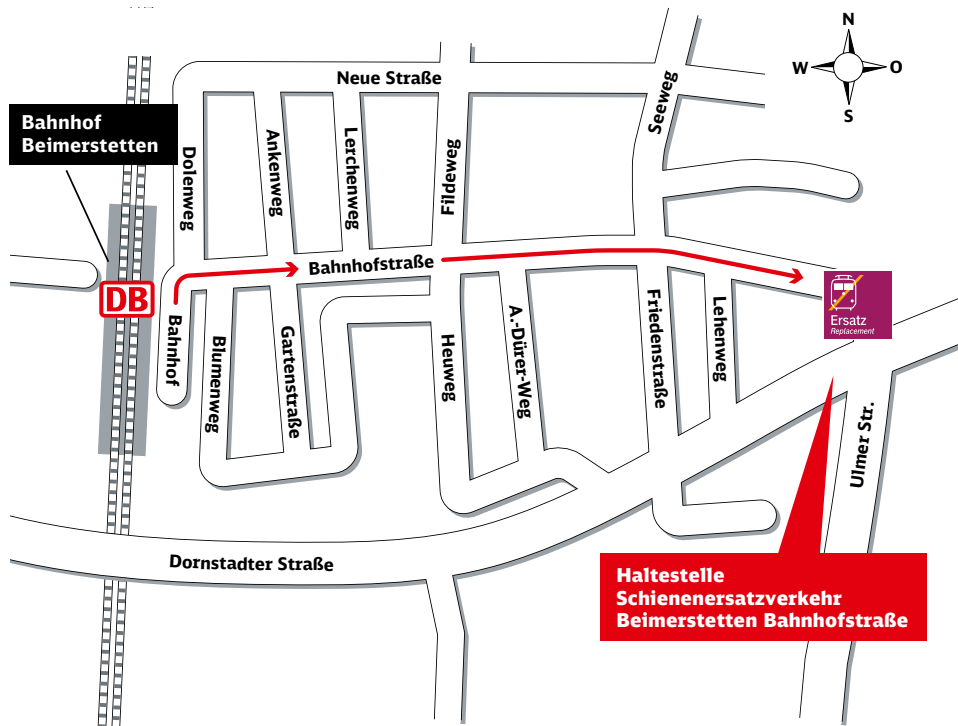 N
W
O
S
Neue Straße
Seeweg
Bahnhof
Beimerstetten
Dolenweg
Ankenweg
Lerchenweg
Fildeweg
Bahnhofstraße
DB
Bahnhof
Blumenweg
Gartenstraße
Heuweg
A.-Dürer-Weg
Friedenstraße
Lehenweg
Ersatz
Replacement
Ulmer Str.
Dornstadter Straße
Haltestelle
Schienenersatzverkehr
Beimerstetten Bahnhofstraße